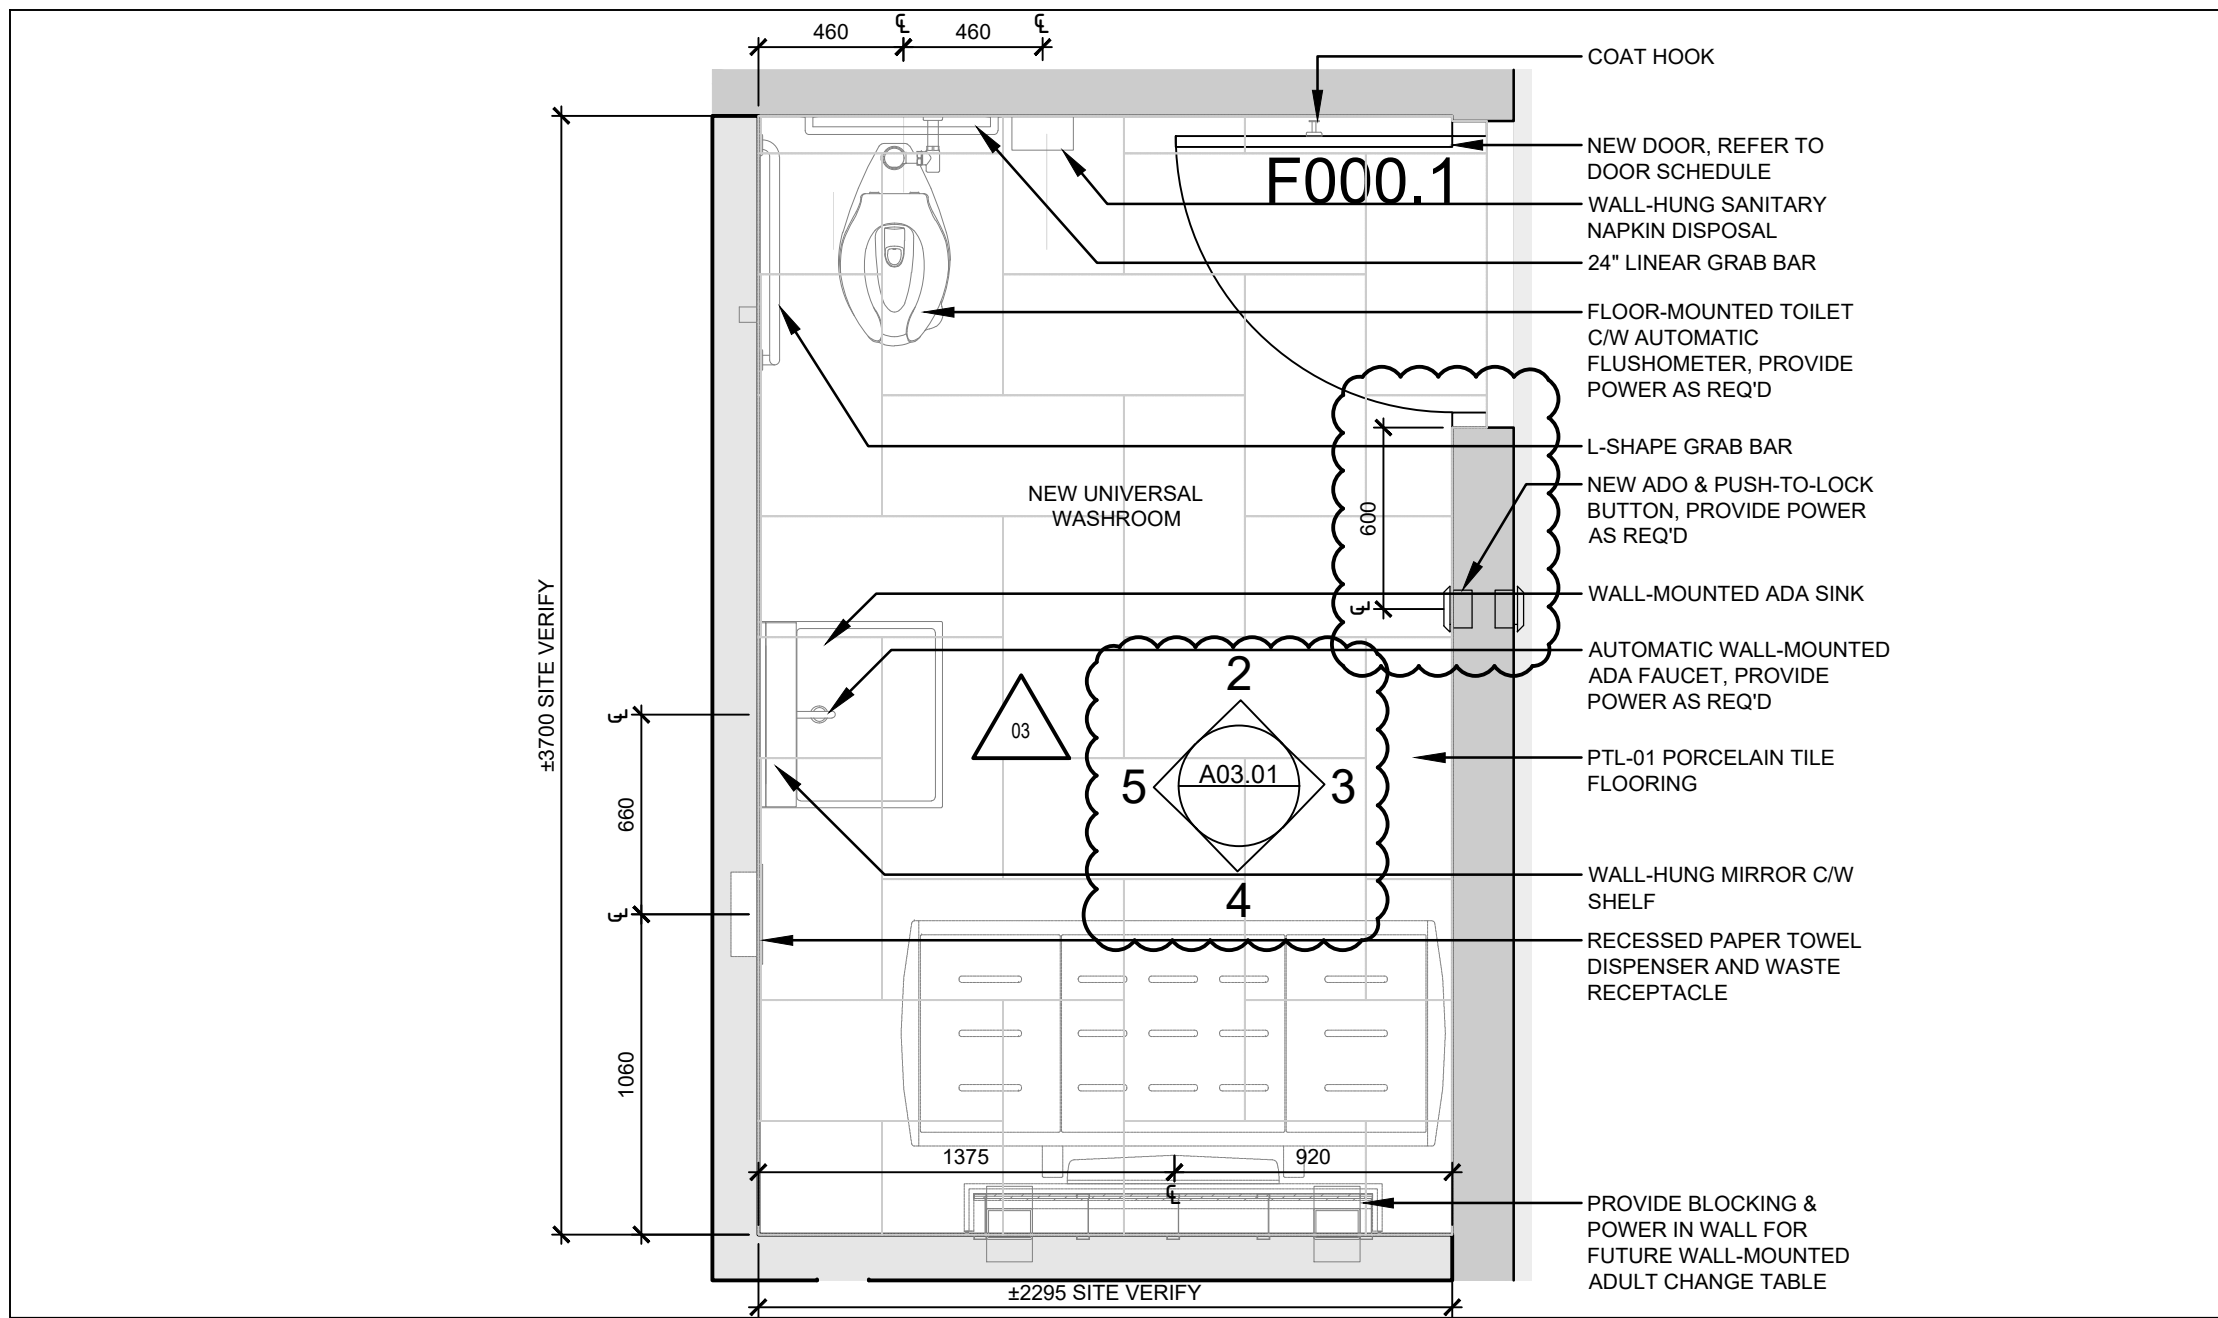 460
℄
460
℄
COAT HOOK
NEW DOOR, REFER TO
DOOR SCHEDULE
F000.1
WALL-HUNG SANITARY
NAPKIN DISPOSAL
24" LINEAR GRAB BAR
FLOOR-MOUNTED TOILET
C/W AUTOMATIC
FLUSHOMETER, PROVIDE
POWER AS REQ'D
L-SHAPE GRAB BAR
NEW UNIVERSAL
WASHROOM
600
℄
NEW ADO & PUSH-TO-LOCK
BUTTON, PROVIDE POWER
AS REQ'D
WALL-MOUNTED ADA SINK
AUTOMATIC WALL-MOUNTED
ADA FAUCET, PROVIDE
POWER AS REQ'D
±3700 SITE VERIFY
℄
660
℄
1060
03
2
5
A03.01
3
4
PTL-01 PORCELAIN TILE
FLOORING
WALL-HUNG MIRROR C/W
SHELF
RECESSED PAPER TOWEL
DISPENSER AND WASTE
RECEPTACLE
1375
℄
920
PROVIDE BLOCKING &
POWER IN WALL FOR
FUTURE WALL-MOUNTED
ADULT CHANGE TABLE
±2295 SITE VERIFY